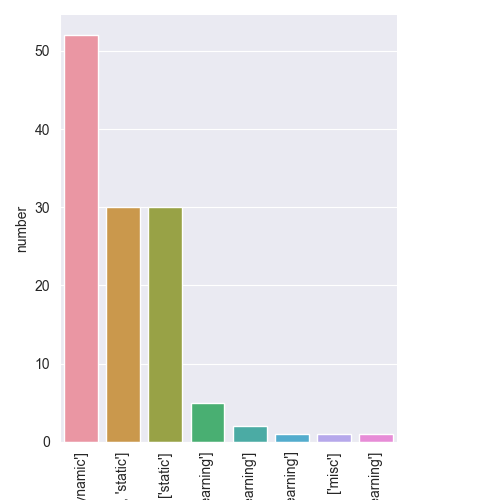 50
40
30
20
10
0
number
ynamic']
, 'static']
['static']
earning']
earning']
earning']
['misc']
earning']